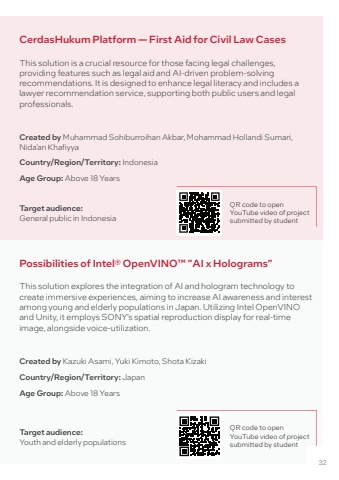 CerdasHukum Platform — First Aid for Civil Law Cases
This solution is a crucial resource for those facing legal challenges,
providing features such as legal aid and AI-driven problem-solving
recommendations. It is designed to enhance legal literacy and includes a
lawyer recommendation service, supporting both public users and legal
professionals.
Created by Muhammad Sohiburroihan Akbar, Mohammad Hollandi Sumari,
Nida'an Khafiyya
Country/Region/Territory: Indonesia
Age Group: Above 18 Years
Target audience:
General public in Indonesia
QR code to open
YouTube video of project
submitted by student
Possibilities of Intel® OpenVINO™ "AI x Holograms"
This solution explores the integration of AI and hologram technology to
create immersive experiences, aiming to increase AI awareness and interest
among young and elderly populations in Japan. Utilizing Intel OpenVINO
and Unity, it employs SONY's spatial reproduction display for real-time
image, alongside voice-utilization.
Created by Kazuki Asami, Yuki Kimoto, Shota Kizaki
Country/Region/Territory: Japan
Age Group: Above 18 Years
Target audience:
Youth and elderly populations
QR code to open
YouTube video of project
submitted by student
32